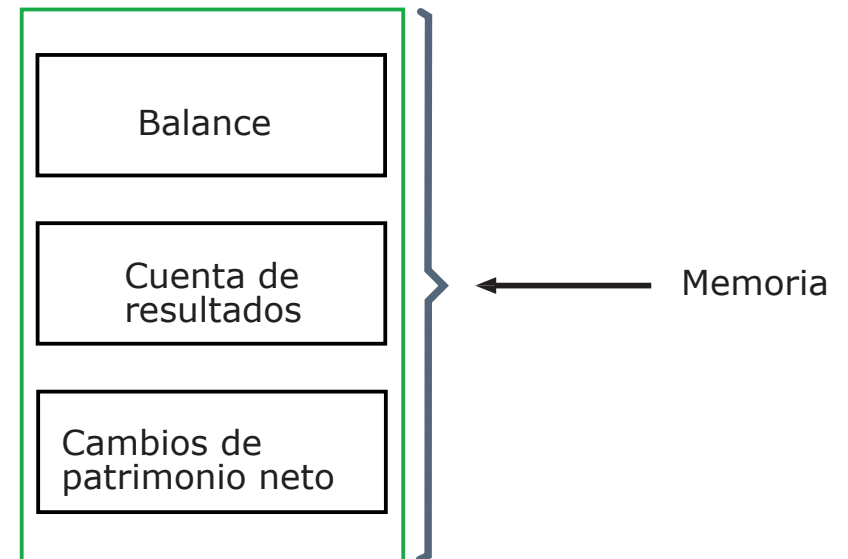 Balance
Cuenta de
resultados
Memoria
Cambios de
patrimonio neto